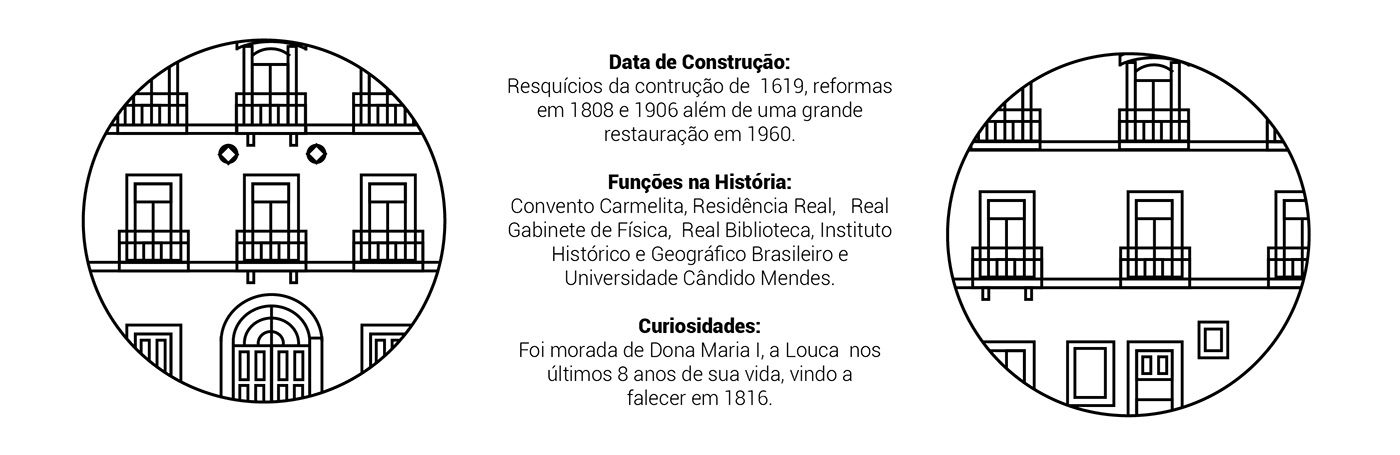 Data de Construção:
Resquícios da contrução de  1619, reformas
em 1808 e 1906 além de uma grande
restauração em 1960.
Funções na História:
Convento Carmelita, Residência Real,   Real
Gabinete de Física,  Real Biblioteca, Instituto
Histórico e Geográfico Brasileiro e
Universidade Cândido Mendes.
Curiosidades:
Foi morada de Dona Maria I, a Louca  nos
últimos 8 anos de sua vida, vindo a
falecer em 1816.